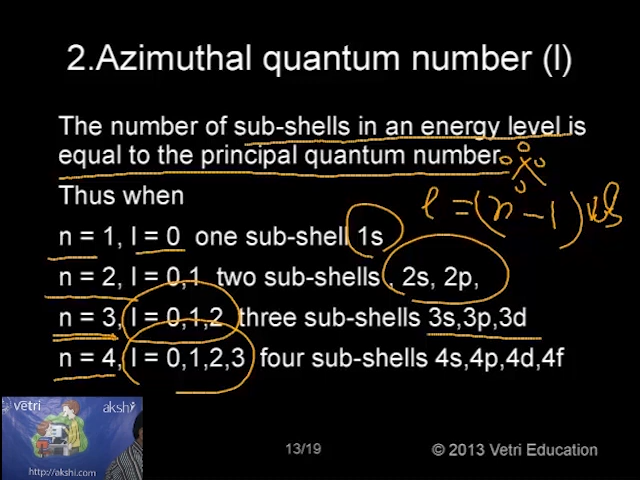 2.Azimuthal quantum number (l)
The number of sub-shells in an energy level is
equal to the principal quantum number
Thus when
l = (n - 1)
n = 1, l = 0 one sub-shell 1s
n = 2, l = 0,1 two sub-shells , 2s, 2p,
n = 3, l = 0,1,2 three sub-shells 3s,3p,3d
n = 4, l = 0,1,2,3 four sub-shells 4s,4p,4d,4f
vetri akshi
http://akshi.com
13/19
© 2013 Vetri Education